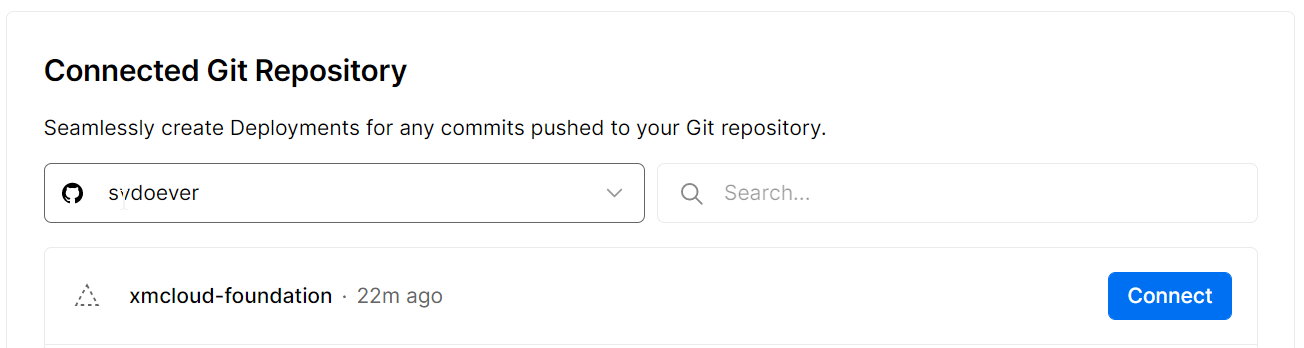 Connected Git Repository
Seamlessly create Deployments for any commits pushed to your Git repository.
svdoever
Search...
xmcloud-foundation · 22m ago
Connect